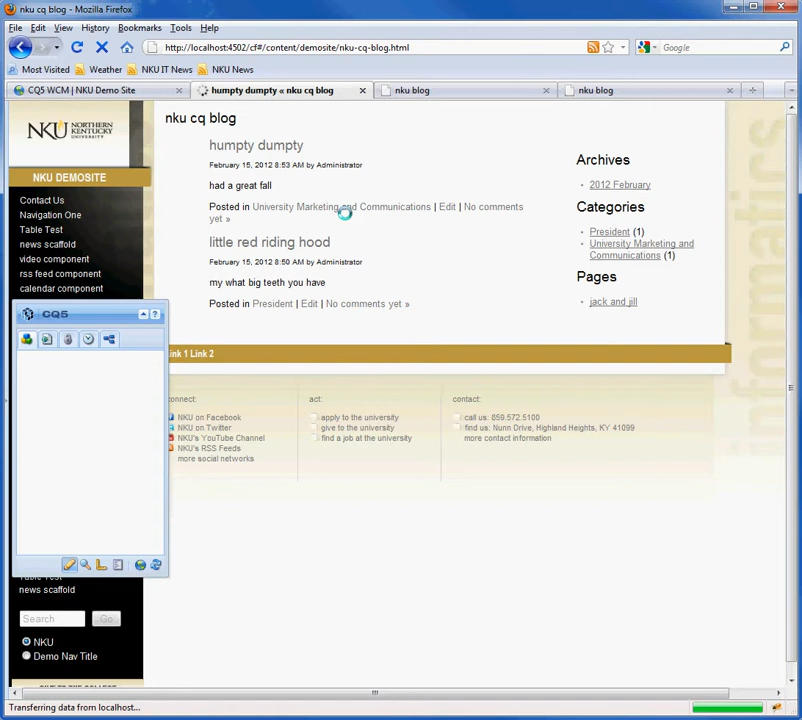 nku cq blog - Mozilla Firefox
File Edit View History Bookmarks Tools Help
http://localhost:4502/cf#/content/demosite/nku-cq-blog.html
Google
Most Visited Weather NKU IT News NKU News
CQ5 WCM | NKU Demo Site
humpty dumpty « nku cq blog
nku blog
nku blog
NKU NORTHERN KENTUCKY UNIVERSITY
NKU DEMOSITE
Contact Us
Navigation One
Table Test
news scaffold
video component
rss feed component
calendar component
nku cq blog
humpty dumpty
February 15, 2012 8:53 AM by Administrator
had a great fall
Posted in University Marketing and Communications | Edit | No comments
yet »
little red riding hood
February 15, 2012 8:50 AM by Administrator
my what big teeth you have
Posted in President | Edit | No comments yet »
Archives
2012 February
Categories
President (1)
University Marketing and
Communications (1)
Pages
jack and jill
informatics
CQ5
?
ink 1 Link 2
connect:
NKU on Facebook
NKU on Twitter
NKU's YouTube Channel
NKU's RSS Feeds
more social networks
act:
apply to the university
give to the university
find a job at the university
contact:
call us: 859.572.5100
find us: Nunn Drive, Highland Heights, KY 41099
more contact information
Table Test
news scaffold
Search Go
NKU
Demo Nav Title
Transferring data from localhost...